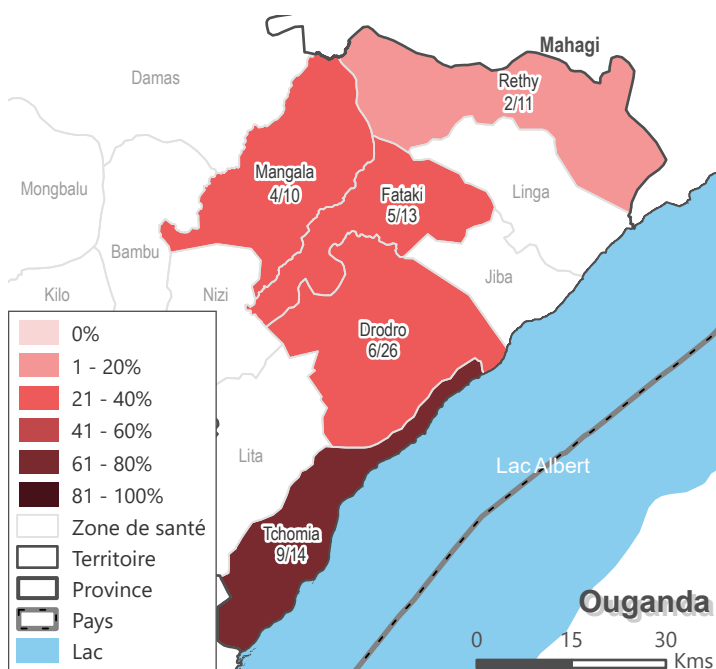 Mahagi
Damas
Rethy
2/11
Mangala
4/10
Fataki
5/13
Linga
Mongbalu
Bambu
Jiba
Kilo
Nizi
Drodro
6/26
0%
1 - 20%
21 - 40%
41 - 60%
61 - 80%
81 - 100%
Zone de santé
Territoire
Province
Pays
Lac
Lita
Lac Albert
Tchomia
9/14
Ouganda
0 15 30
Kms